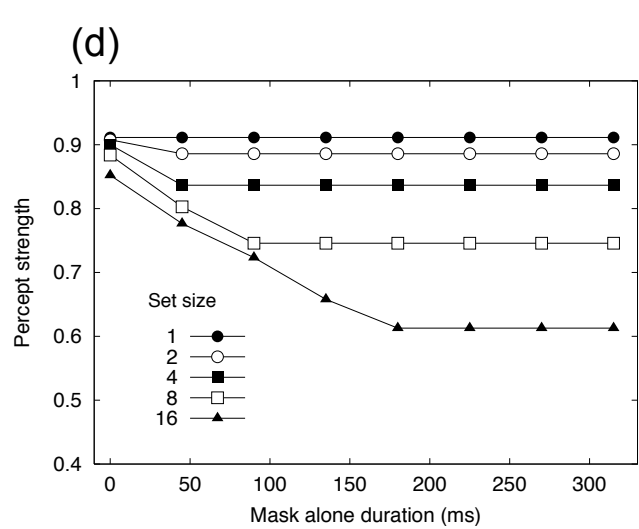 (d)
1
0.9
0.8
0.7
0.6
0.5
0.4
Percept strength
Set size
1
2
4
8
16
0 50 100 150 200 250 300
Mask alone duration (ms)